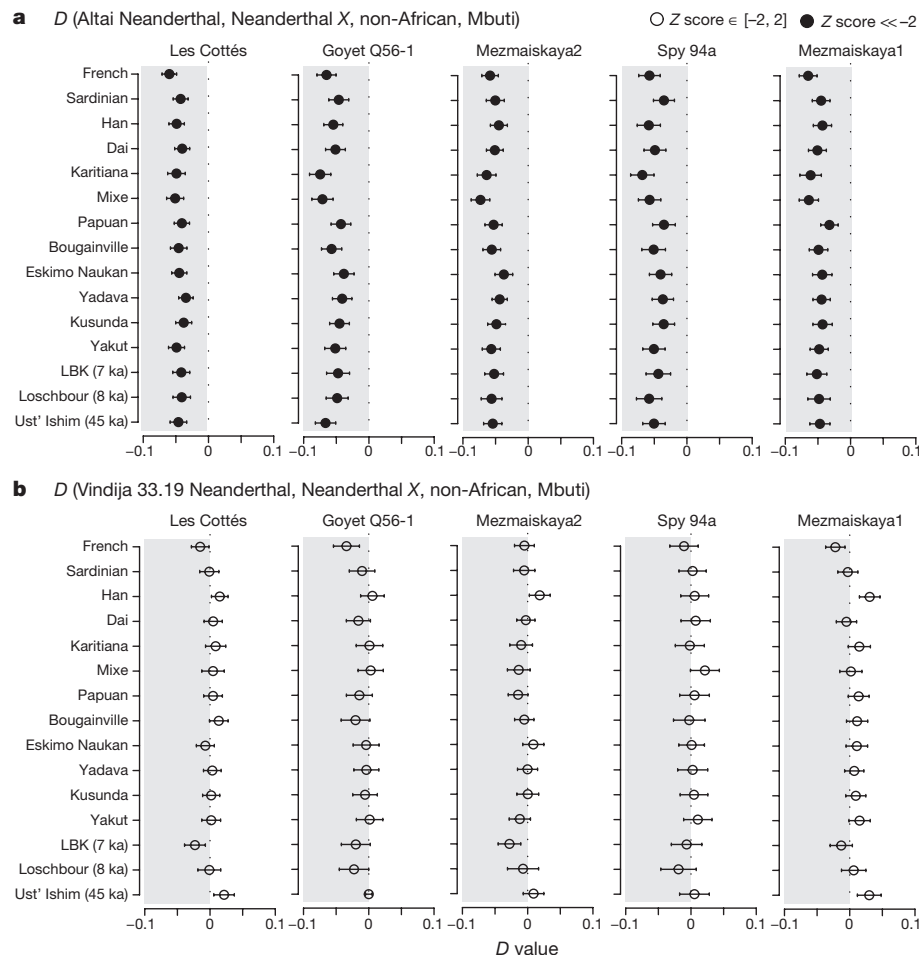 a D (Altai Neanderthal, Neanderthal X, non-African, Mbuti) Z score ∈ [−2, 2] Z score << −2
Les Cottés Goyet Q56-1 Mezmaiskaya2 Spy 94a Mezmaiskaya1
French
Sardinian
Han
Dai
Karitiana
Mixe
Papuan
Bougainville
Eskimo Naukan
Yadava
Kusunda
Yakut
LBK (7 ka)
Loschbour (8 ka)
Ust’ Ishim (45 ka)
−0.1 0 −0.1 0 0.1 −0.1 0 0.1 −0.1 0 0.1 −0.1 0 0.1
b D (Vindija 33.19 Neanderthal, Neanderthal X, non-African, Mbuti)
Les Cottés Goyet Q56-1 Mezmaiskaya2 Spy 94a Mezmaiskaya1
French
Sardinian
Han
Dai
Karitiana
Mixe
Papuan
Bougainville
Eskimo Naukan
Yadava
Kusunda
Yakut
LBK (7 ka)
Loschbour (8 ka)
Ust’ Ishim (45 ka)
−0.1 0 −0.1 0 0.1 −0.1 0 0.1 −0.1 0 0.1 −0.1 0 0.1
D value